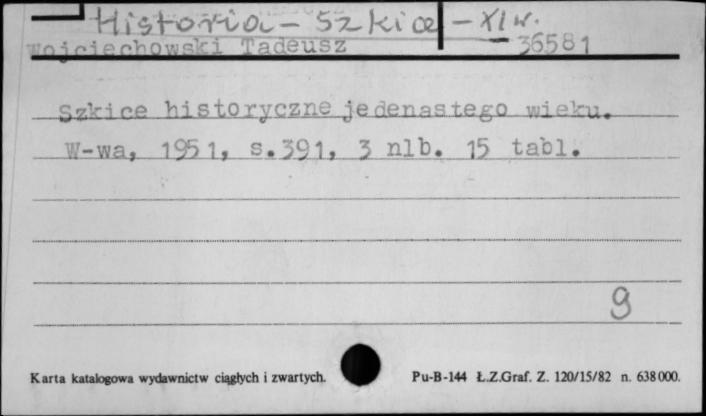 Historia - Szkice - XI w.
Wojciechowski Tadeusz 36581
Szkice historyczne jedenastego wieku.
W-wa, 1951, s.391, 3 nlb. 15 tabl.
9
Karta katalogowa wydawnictw ciągłych i zwartych. Pu-B-144 Ł.Z.Graf. Z. 120/15/82 n. 638000.